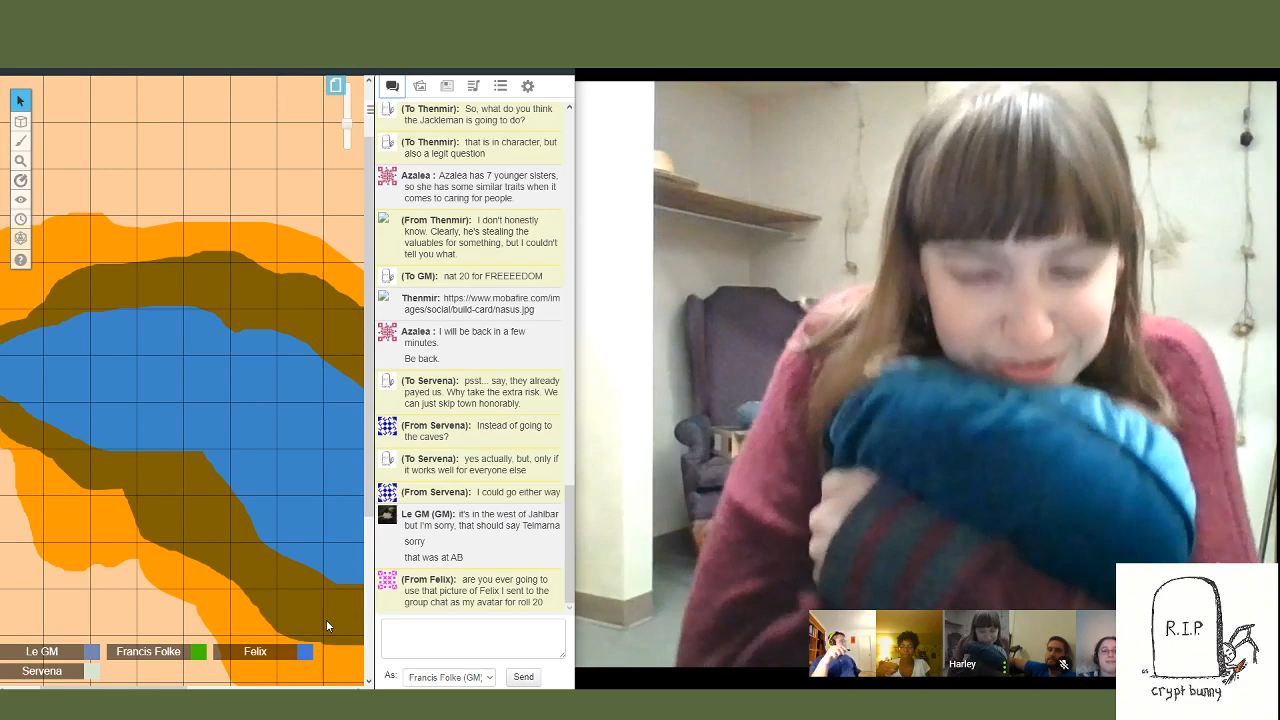 (To Thenmir): So, what do you think
the Jackleman is going to do?
(To Thenmir): that is in character, but
also a legit question
Azalea : Azalea has 7 younger sisters,
so she has some similar traits when it
comes to caring for people.
(From Thenmir): I don't honestly
know. Clearly, he's stealing the
valuables for something, but I couldn't
tell you what.
(To GM): nat 20 for FREEEEDOM
Thenmir: https://www.mobafire.com/im
ages/social/build-card/nasus.jpg
Azalea : I will be back in a few
minutes.
Be back.
(To Servena): psst... say, they already
payed us. Why take the extra risk. We
can just skip town honorably.
(From Servena): Instead of going to
the caves?
(To Servena): yes actually, but, only if
it works well for everyone else
(From Servena): I could go either way
Le GM (GM): it's in the west of Jahlbar
but I'm sorry, that should say Telmarna
sorry
that was at AB
(From Felix): are you ever going to
use that picture of Felix I sent to the
group chat as my avatar for roll 20
Le GM
Francis Folke
Felix
Servena
As:
Francis Folke (GM)
Send
Harley
R.I.P
crypt bunny